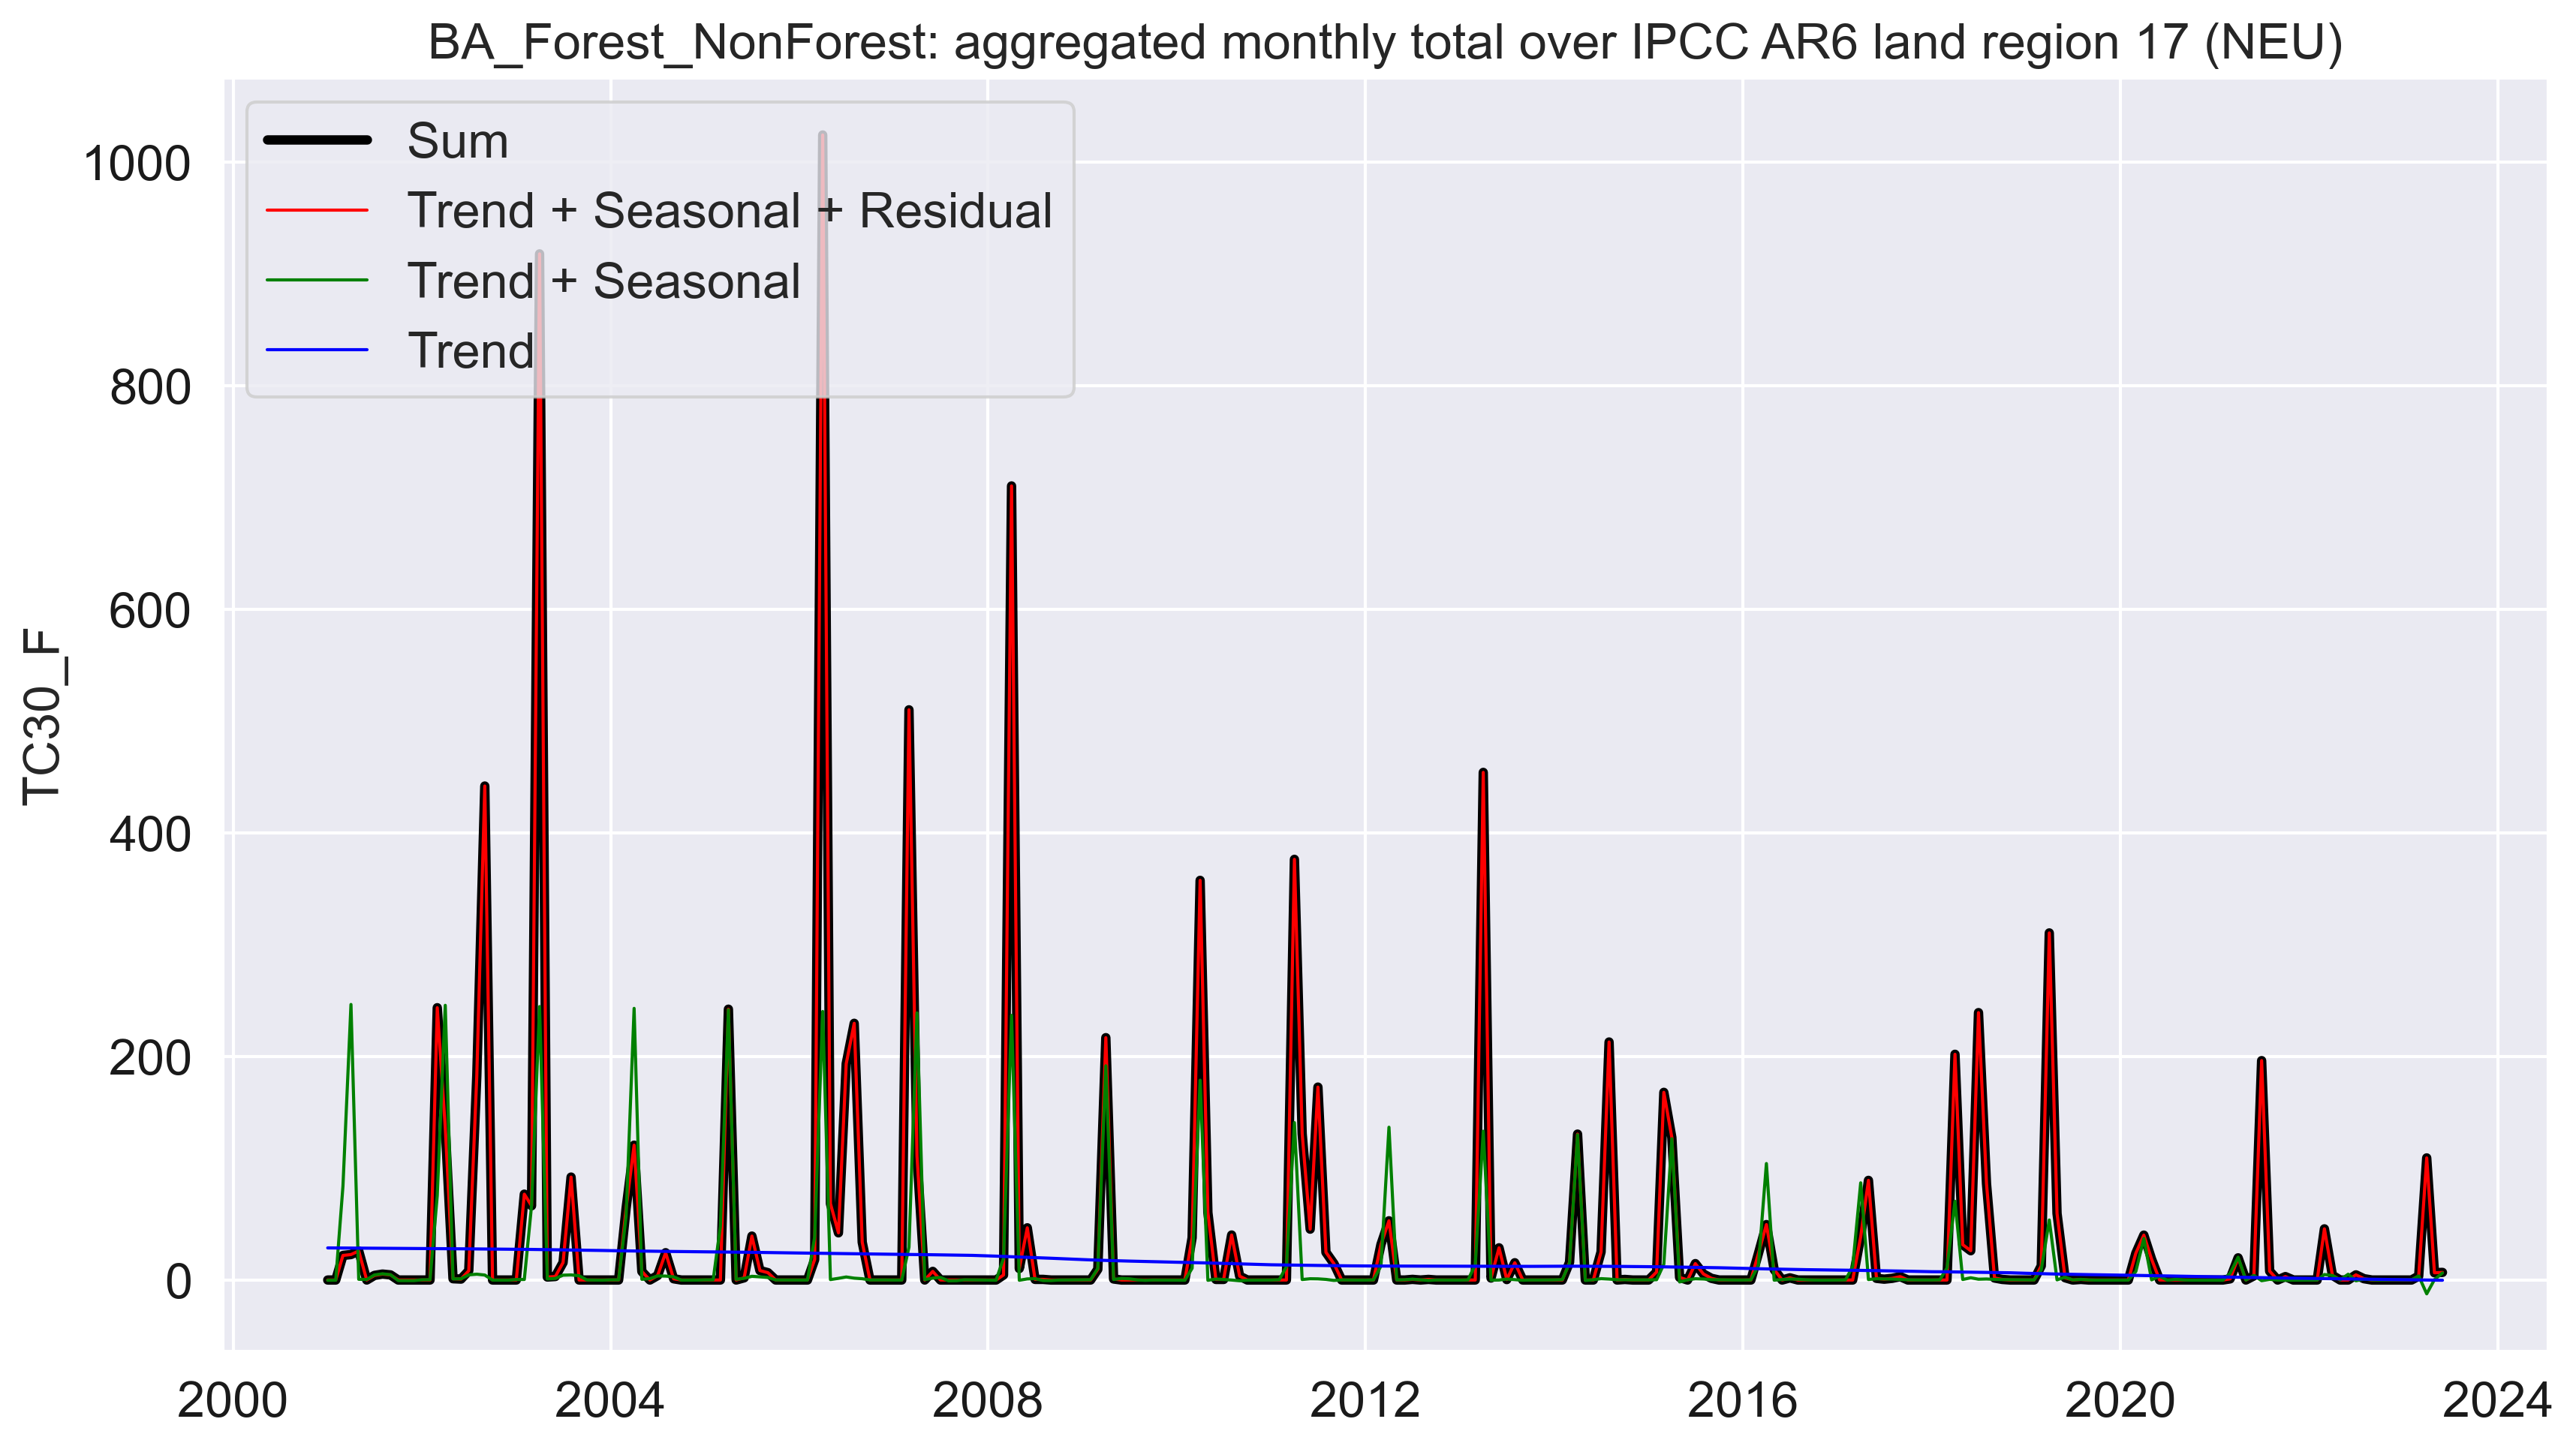 BA_Forest_NonForest: aggregated monthly total over IPCC AR6 land region 17 (NEU)
Sum
Trend + Seasonal + Residual
Trend + Seasonal
Trend
1000
800
600
400
200
0
TC30_F
2000 2004 2008 2012 2016 2020 2024